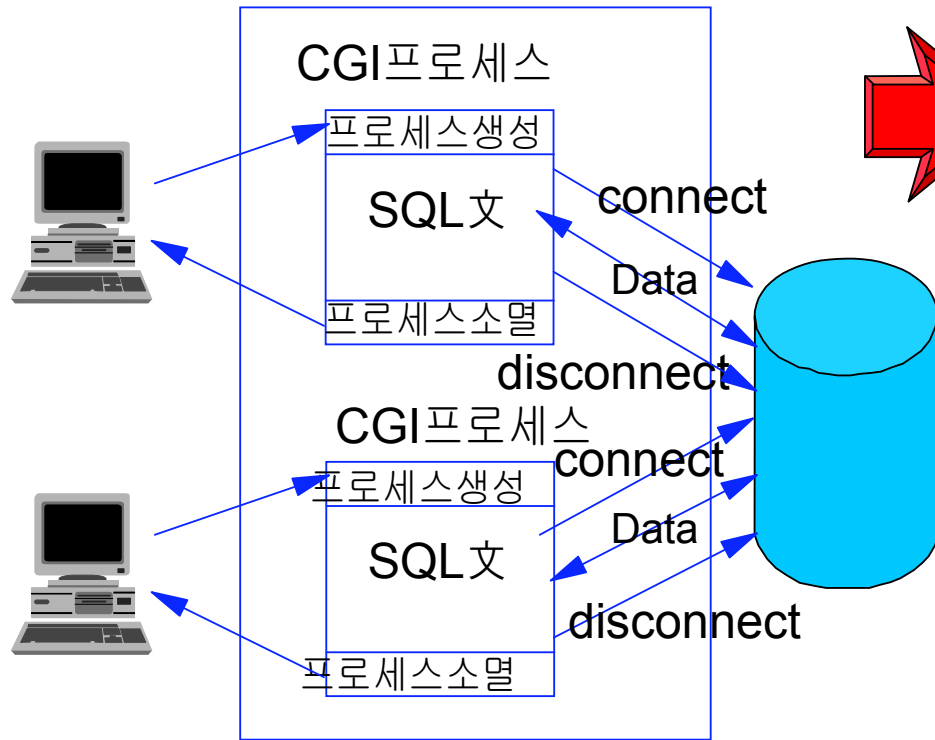 CGI프로세스
프로세스생성
SQL文
connect
Data
프로세스소멸
disconnect
CGI프로세스
connect
프로세스생성
Data
SQL文
disconnect
프로세스소멸